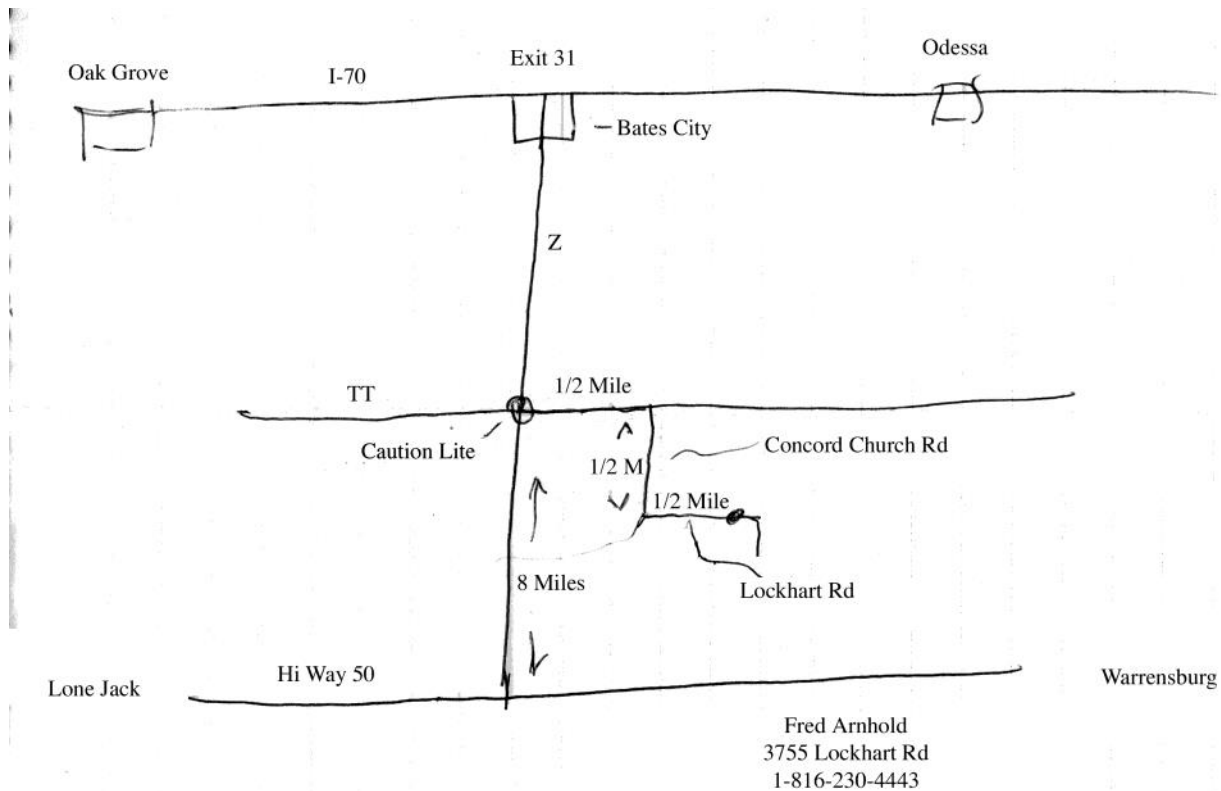 Oak Grove
I-70
Exit 31
Odessa
Bates City
Z
TT
1/2 Mile
Caution Lite
1/2 M
Concord Church Rd
1/2 Mile
8 Miles
Lockhart Rd
Lone Jack
Hi Way 50
Warrensburg
Fred Arnhold
3755 Lockhart Rd
1-816-230-4443